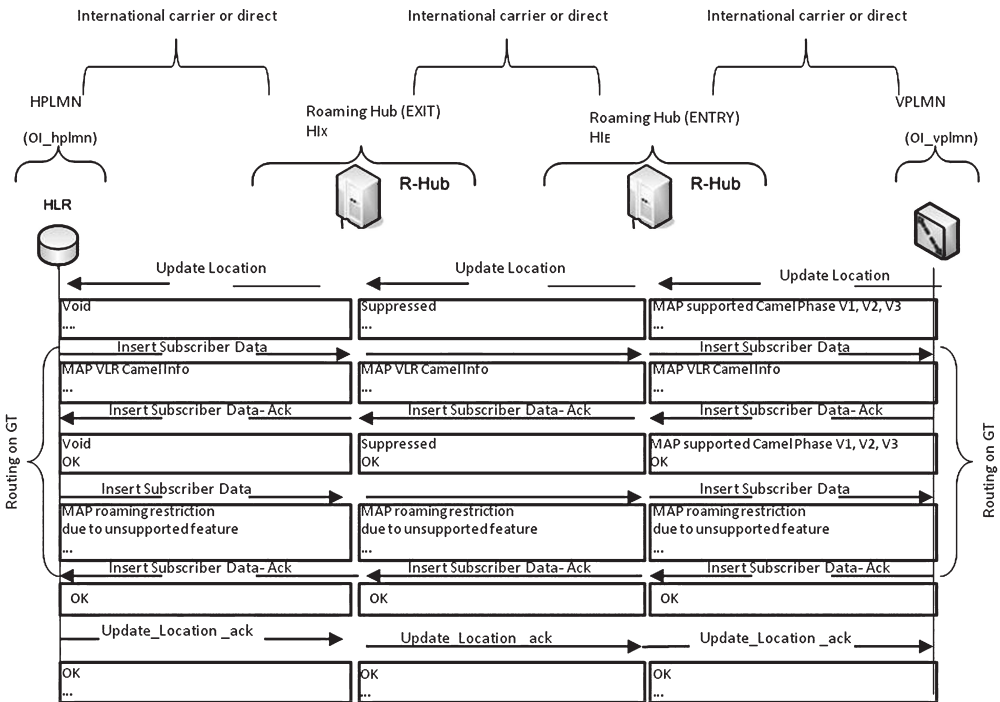 International carrier or direct
International carrier or direct
International carrier or direct
HPLMN
(OI_hplmn)
Roaming Hub (EXIT)
HIx
Roaming Hub (ENTRY)
HIE
VPLMN
(OI_vplmn)
R-Hub
R-Hub
HLR
Update Location
Update Location
Update Location
Void
....
Suppressed
...
MAP supported Camel Phase V1, V2, V3
...
Insert Subscriber Data
Insert Subscriber Data
MAP VLR Camel Info
...
MAP VLR Camel Info
...
MAP VLR Camel Info
...
Insert Subscriber Data- Ack
Insert Subscriber Data- Ack
Insert Subscriber Data- Ack
Void
OK
Suppressed
OK
MAP supported Camel Phase V1, V2, V3
OK
Routing on GT
Routing on GT
Insert Subscriber Data
Insert Subscriber Data
MAP roaming restriction
due to unsupported feature
...
MAP roaming restriction
due to unsupported feature
...
MAP roaming restriction
due to unsupported feature
...
Insert Subscriber Data- Ack
Insert Subscriber Data- Ack
Insert Subscriber Data- Ack
OK
OK
OK
Update_Location _ack
Update_Location _ack
Update_Location _ack
OK
...
OK
...
OK
...